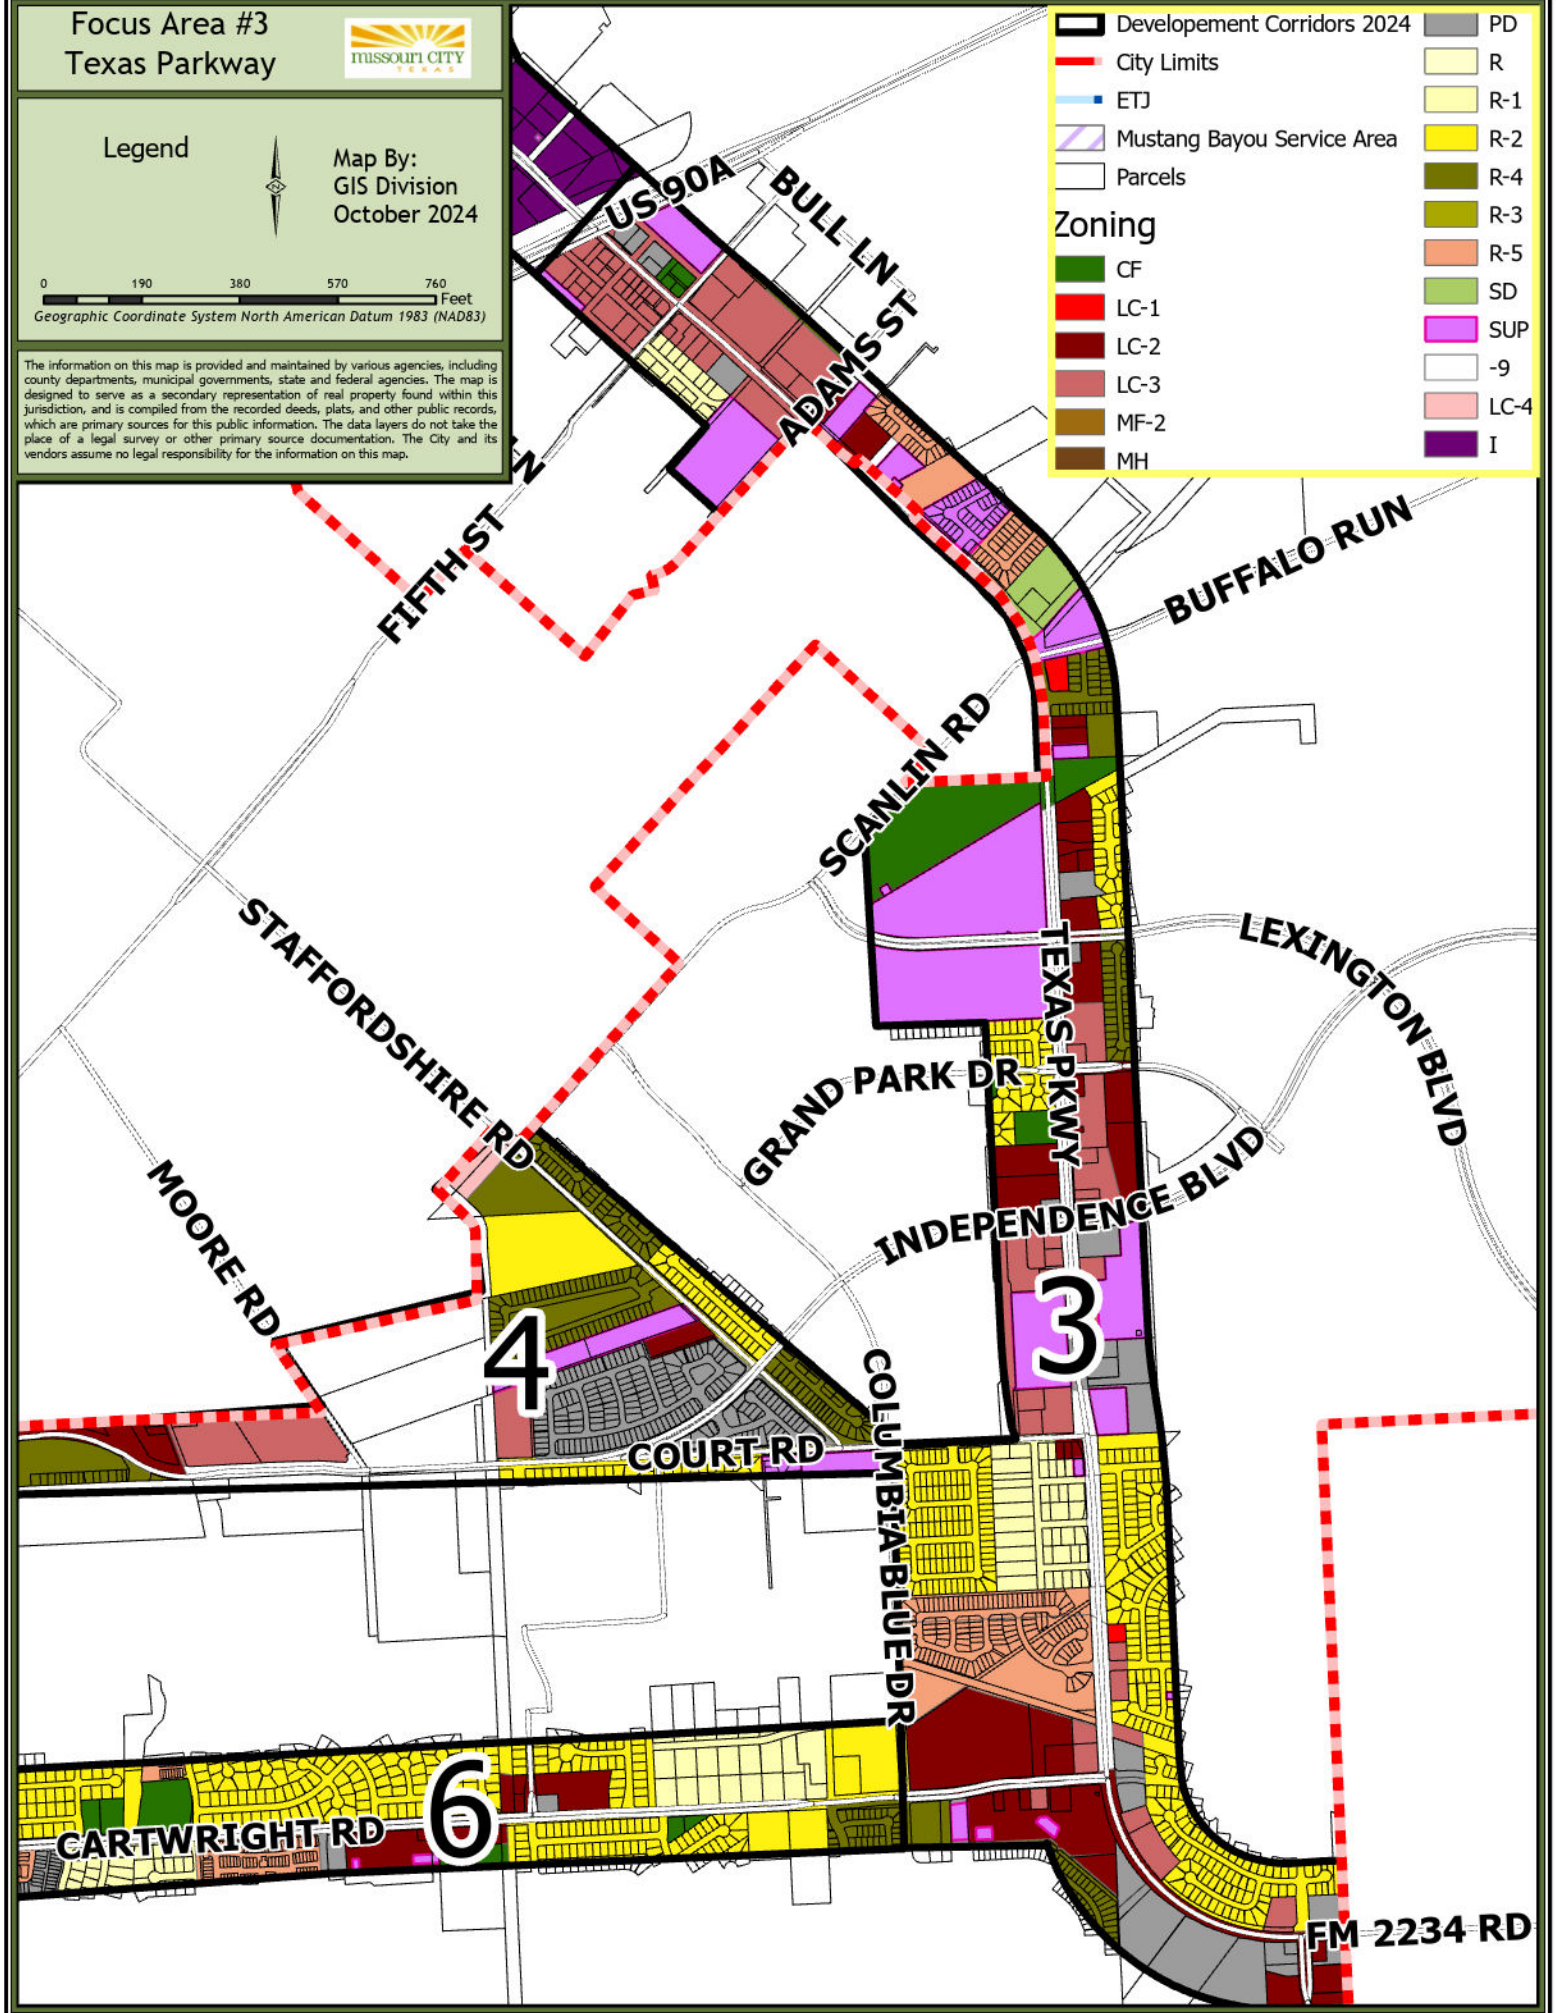 Focus Area #3
Texas Parkway
missouri CITY
TEXAS
Legend
Map By:
GIS Division
October 2024
0 190 380 570 760
Feet
Geographic Coordinate System North American Datum 1983 (NAD83)
The information on this map is provided and maintained by various agencies, including
county departments, municipal governments, state and federal agencies. The map is
designed to serve as a secondary representation of real property found within this
jurisdiction, and is compiled from the recorded deeds, plats, and other public records,
which are primary sources for this public information. The data layers do not take the
place of a legal survey or other primary source documentation. The City and its
vendors assume no legal responsibility for the information on this map.
Developement Corridors 2024
City Limits
ETJ
Mustang Bayou Service Area
Parcels
Zoning
CF
LC-1
LC-2
LC-3
MF-2
MH
PD
R
R-1
R-2
R-4
R-3
R-5
SD
SUP
-9
LC-4
I
US 90A
BULL LN
ADAMS ST
FIFTH ST
N
BUFFALO RUN
SCANLIN RD
STAFFORDSHIRE RD
TEXAS PKWY
LEXINGTON BLVD
GRAND PARK DR
MOORE RD
INDEPENDENCE BLVD
3
4
COLUMBIA BLUE DR
COURT RD
6
CARTWRIGHT RD
FM 2234 RD